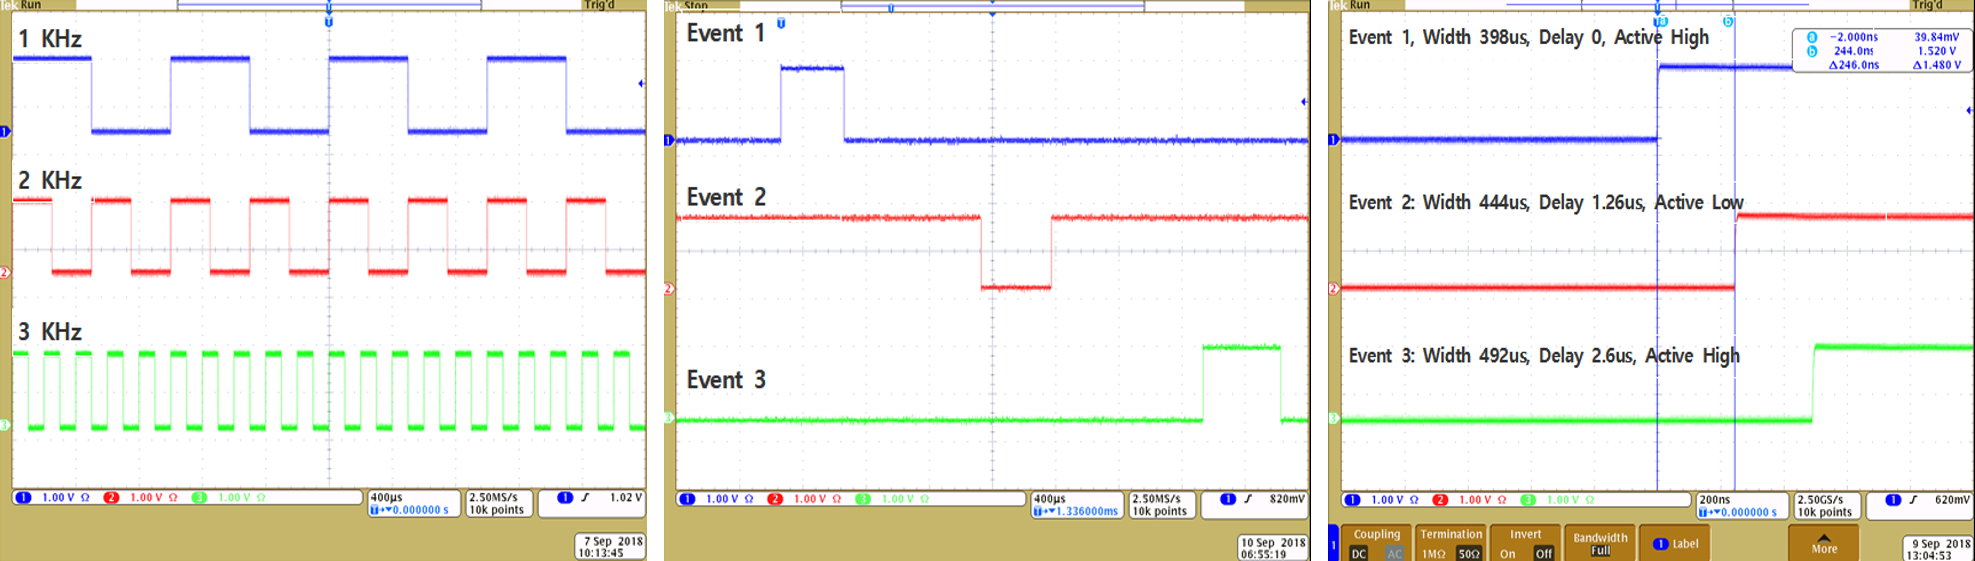 Tek Run
Trig'd
1 KHz
2 KHz
3 KHz
1 1.00 V Ω 2 1.00 V Ω 3 1.00 V Ω
400µs
T→▼0.000000 s
2.50MS/s
10k points
1 ∫ 1.02 V
7 Sep 2018
10:13:45
Tek Stop
Event 1
Event 2
Event 3
1 1.00 V Ω 2 1.00 V Ω 3 1.00 V Ω
400µs
T→▼1.336000ms
2.50MS/s
10k points
1 ∫ 820mV
10 Sep 2018
06:55:19
Tek Run
Trig'd
Event 1, Width 398us, Delay 0, Active High
a -2.000ns 39.84mV
b 244.0ns 1.520 V
Δ246.0ns Δ1.480 V
Event 2: Width 444us, Delay 1.26us, Active Low
Event 3: Width 492us, Delay 2.6us, Active High
1 1.00 V Ω 2 1.00 V Ω 3 1.00 V Ω
200ns
T→▼0.000000 s
2.50GS/s
10k points
1 ∫ 620mV
1
Coupling
DC AC
Termination
1MΩ 50Ω
Invert
On Off
Bandwidth
Full
1 Label
More
9 Sep 2018
13:04:53